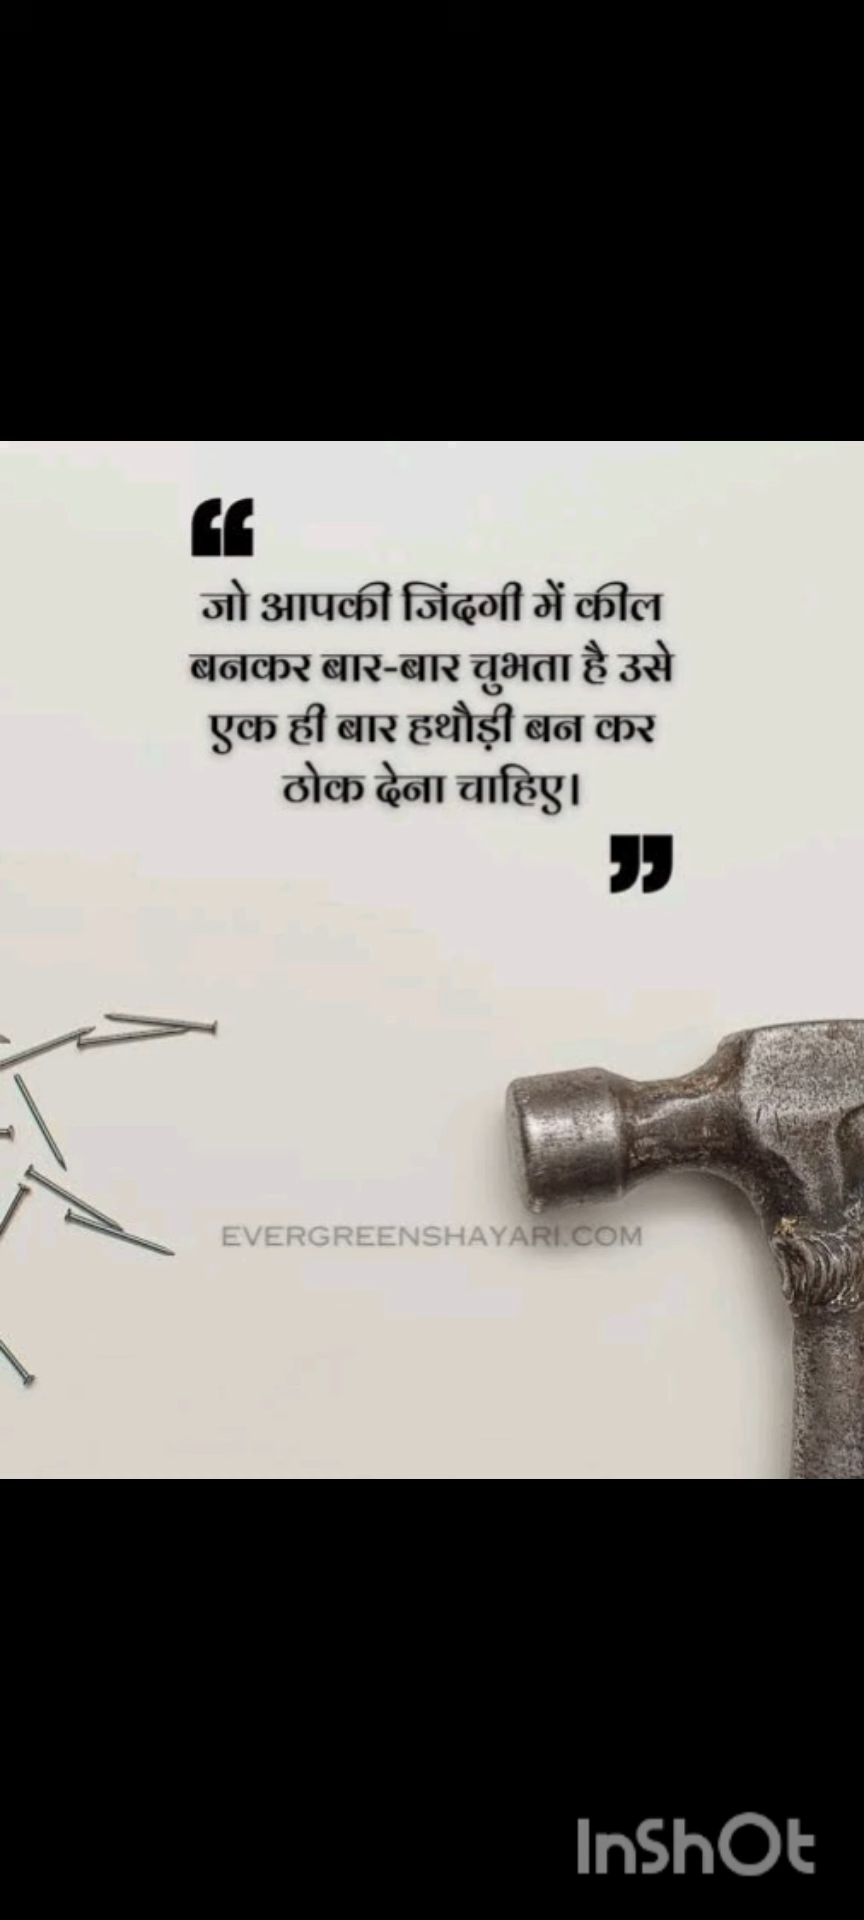 “
जो आपकी जिंदगी में कील
बनकर बार-बार चुभता है उसे
एक ही बार हथौड़ी बन कर
ठोक देना चाहिए।
”
EVERGREENSHAYARI.COM
InShOt